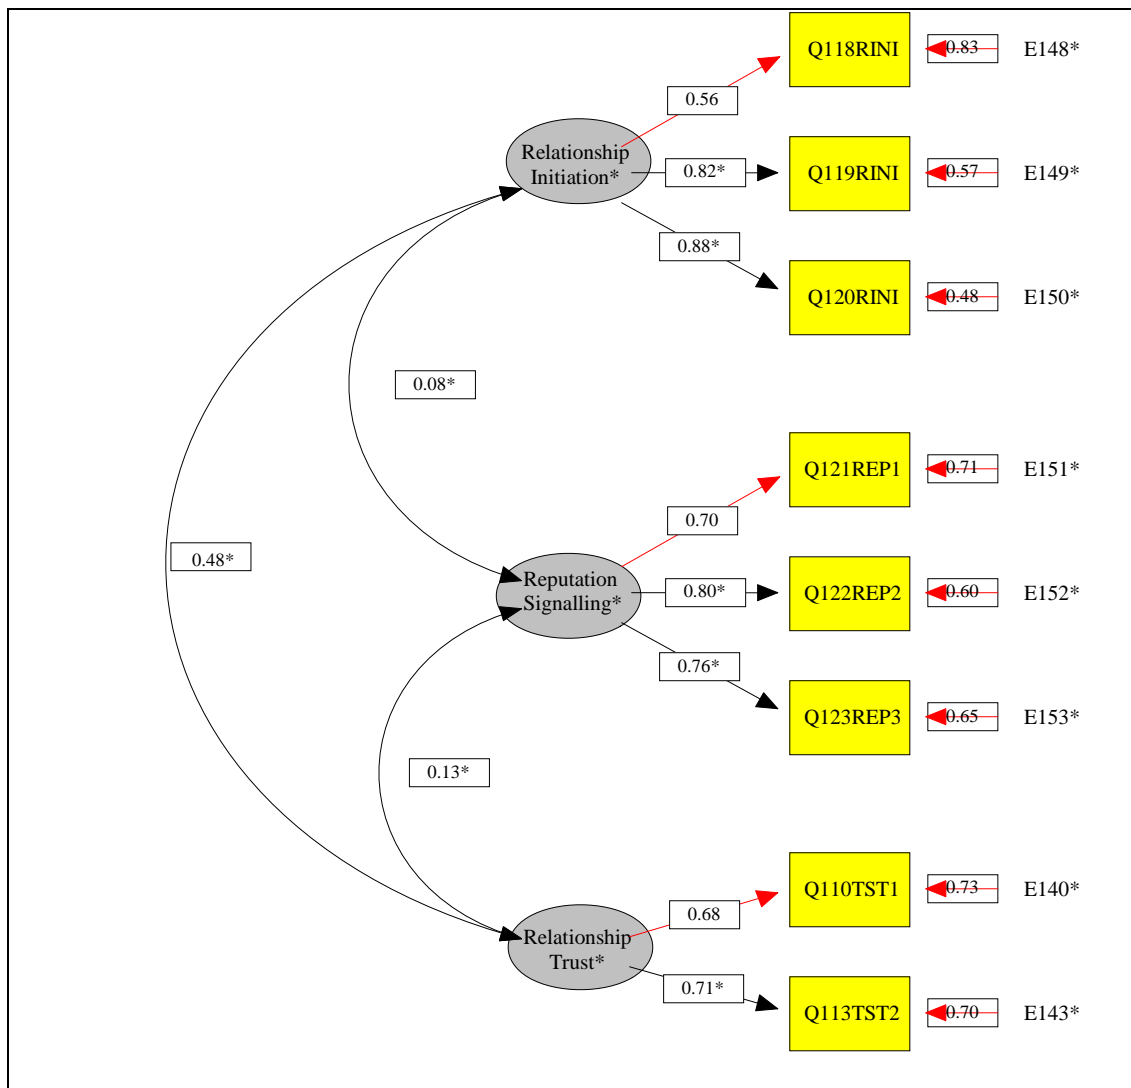 Q118RINI
0.83
E148*
0.56
Relationship
Initiation*
0.82*
Q119RINI
0.57
E149*
0.88*
Q120RINI
0.48
E150*
0.08*
Q121REP1
0.71
E151*
0.70
0.48*
Reputation
Signalling*
0.80*
Q122REP2
0.60
E152*
0.76*
Q123REP3
0.65
E153*
0.13*
Q110TST1
0.73
E140*
0.68
Relationship
Trust*
0.71*
Q113TST2
0.70
E143*